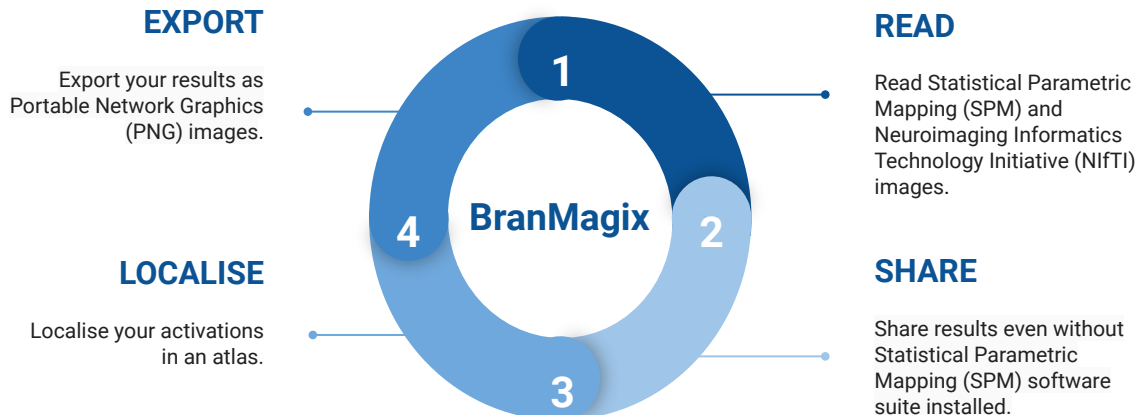 EXPORT
Export your results as
Portable Network Graphics
(PNG) images.
READ
Read Statistical Parametric
Mapping (SPM) and
Neuroimaging Informatics
Technology Initiative (NIfTI)
images.
1
2
3
4
BranMagix
LOCALISE
Localise your activations
in an atlas.
SHARE
Share results even without
Statistical Parametric
Mapping (SPM) software
suite installed.